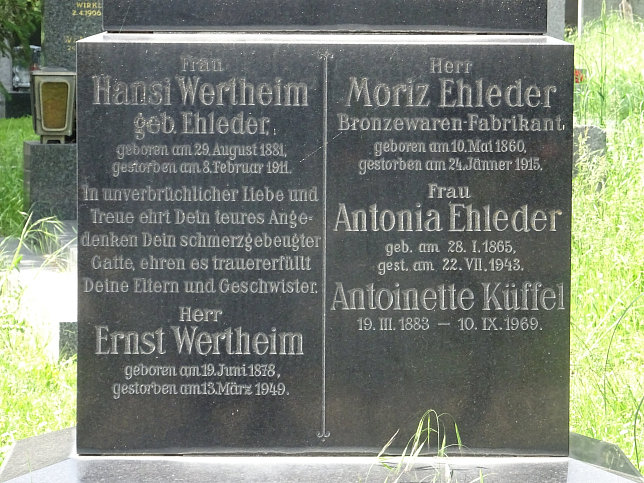 WIRKL
2.4.1966
Frau
Hansi Wertheim
geb. Ehleder,
geboren am 29. August 1881,
gestorben am 8. Februar 1911.
In unverbrüchlicher Liebe und
Treue ehrt Dein teures Ange-
denken Dein schmerzgebeugter
Gatte, ehren es trauererfüllt
Deine Eltern und Geschwister.
Herr
Ernst Wertheim
geboren am 19. Juni 1878,
gestorben am 13. März 1949.
Herr
Moriz Ehleder
Bronzewaren-Fabrikant
geboren am 10. Mai 1860,
gestorben am 24. Jänner 1915.
Frau
Antonia Ehleder
geb. am 28. I. 1865,
gest. am 22. VII. 1943.
Antoinette Küffel
19. III. 1883 – 10. IX. 1969.